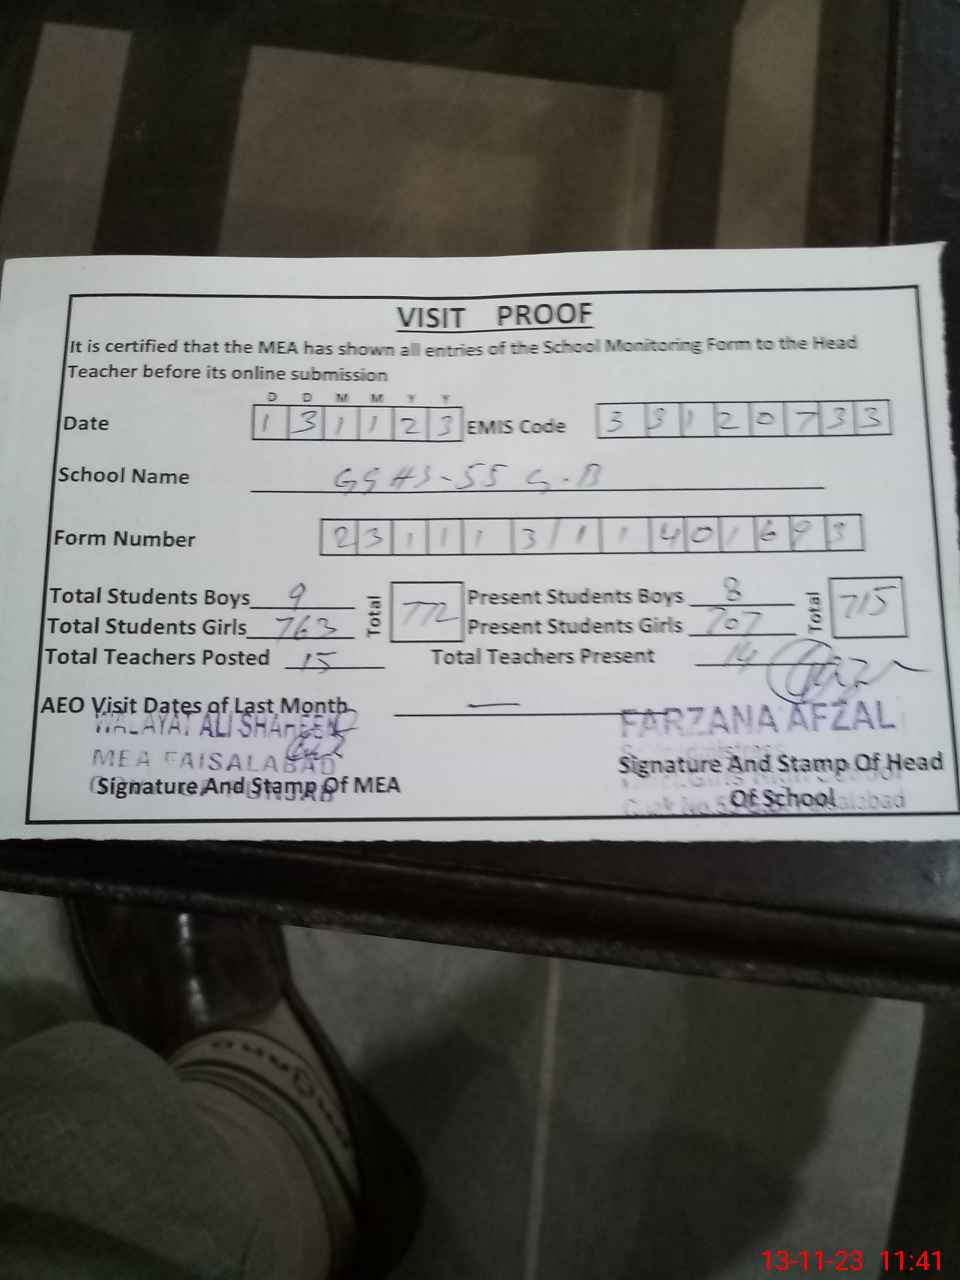 VISIT PROOF
It is certified that the MEA has shown all entries of the School Monitoring Form to the Head
Teacher before its online submission
D D M M Y Y
Date 1 3 1 1 2 3 EMIS Code 3 3 1 2 0 7 3 3
School Name GGHS-55 G.B
Form Number 2 3 1 1 1 3 1 1 1 4 0 1 6 9 3
Total Students Boys 9 Total 772 Present Students Boys 8 Total 715
Total Students Girls 763 Present Students Girls 707
Total Teachers Posted 15 Total Teachers Present 14
AEO Visit Dates of Last Month —
WALAYAT ALI SHAHEEN FARZANA AFZAL
MEA FAISALABAD
Signature And Stamp Of MEA Signature And Stamp Of Head
Of School
13-11-23 11:41